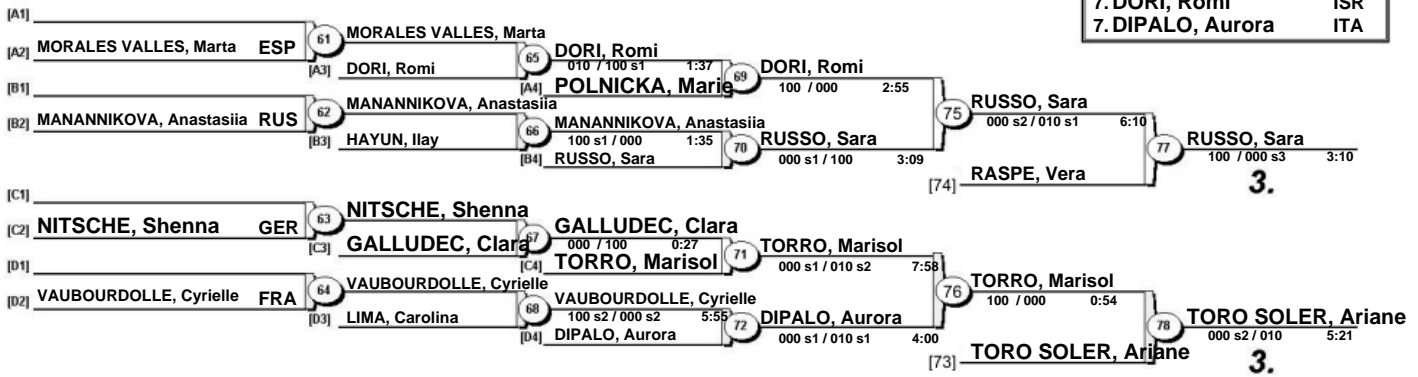 7. DORI, Romi ISR
7. DIPALO, Aurora ITA
[A1]
[A2] MORALES VALLES, Marta ESP
61
MORALES VALLES, Marta
[A3] DORI, Romi
65
DORI, Romi
010 / 100 s1 1:37
[A4] POLNICKA, Marie
69
DORI, Romi
100 / 000 2:55
[B1]
[B2] MANANNIKOVA, Anastasiia RUS
62
MANANNIKOVA, Anastasiia
[B3] HAYUN, Ilay
66
MANANNIKOVA, Anastasiia
100 s1 / 000 1:35
[B4] RUSSO, Sara
70
RUSSO, Sara
000 s1 / 100 3:09
75
RUSSO, Sara
000 s2 / 010 s1 6:10
[74] RASPE, Vera
77
RUSSO, Sara
100 / 000 s3 3:10
3.
[C1]
[C2] NITSCHE, Shenna GER
63
NITSCHE, Shenna
[C3] GALLUDEC, Clara
67
GALLUDEC, Clara
000 / 100 0:27
[C4] TORRO, Marisol
71
TORRO, Marisol
000 s1 / 010 s2 7:58
[D1]
[D2] VAUBOURDOLLE, Cyrielle FRA
64
VAUBOURDOLLE, Cyrielle
[D3] LIMA, Carolina
68
VAUBOURDOLLE, Cyrielle
100 s2 / 000 s2 5:55
[D4] DIPALO, Aurora
72
DIPALO, Aurora
000 s1 / 010 s1 4:00
76
TORRO, Marisol
100 / 000 0:54
[73] TORO SOLER, Ariane
78
TORO SOLER, Ariane
000 s2 / 010 5:21
3.